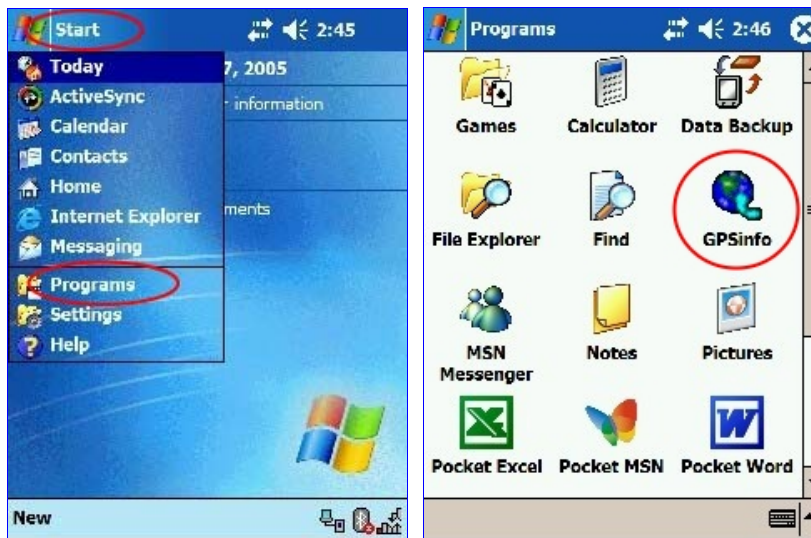 Start 2:45
Today
7, 2005
ActiveSync
r information
Calendar
Contacts
Home
Internet Explorer
ments
Messaging
Programs
Settings
Help
New
Programs 2:46
Games Calculator Data Backup
File Explorer Find GPSinfo
MSN Messenger Notes Pictures
Pocket Excel Pocket MSN Pocket Word